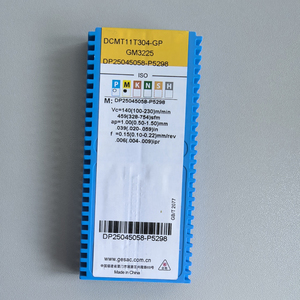 DCMT11T304-GP
GM3225
DP25045058-P5298
ISO
P M K N S H
M: DP25045058-P5298
Vc=140(100-230)m/min
459(328-754)sfm
ap=1.00(0.50-1.50)mm
.039(.020-.059)in
f =0.15(0.10-0.22)mm/rev
.006(.004-.009)ipr
GB/T 2077
DP25045058-P5298
www.gesac.com.cn
Made in China